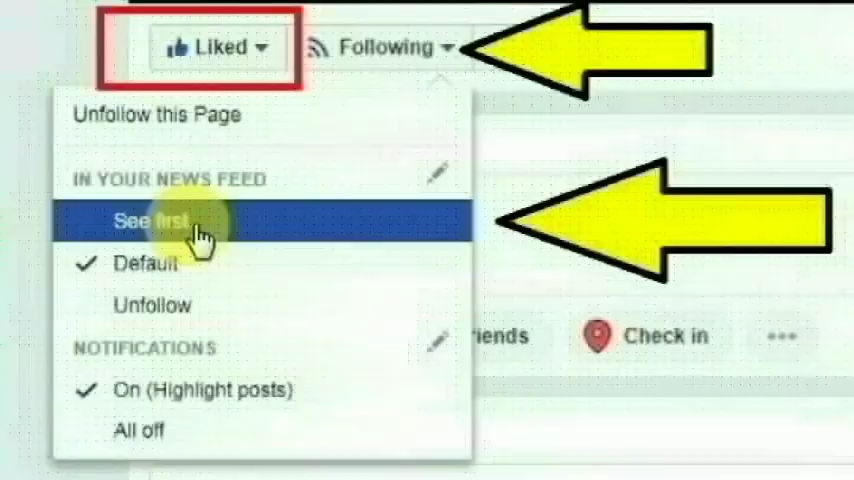 Liked Following
Unfollow this Page
IN YOUR NEWS FEED
See first
Default
Unfollow
NOTIFICATIONS
riends Check in
On (Highlight posts)
All off